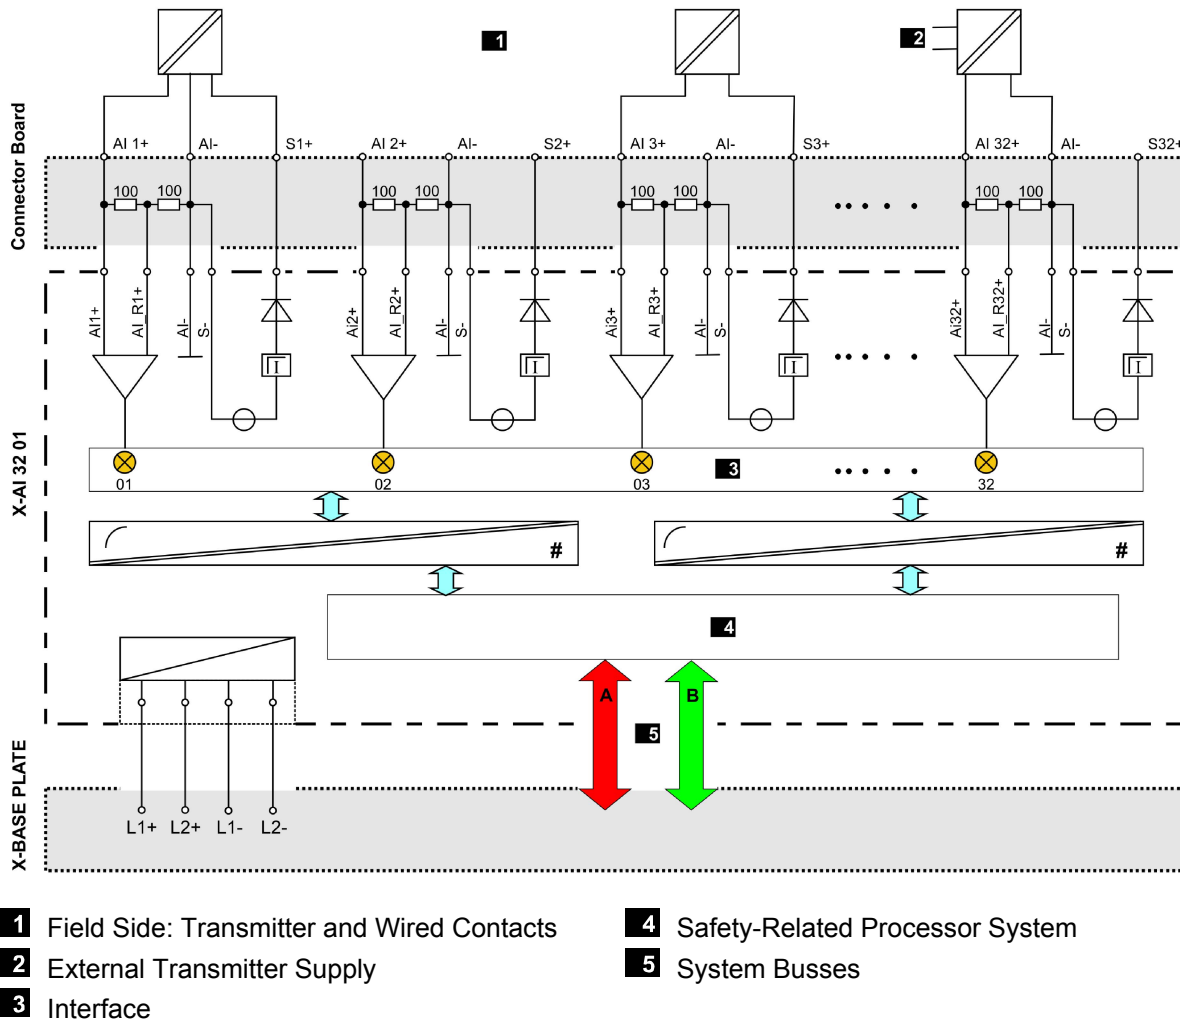 1
2
AI 1+ AI- S1+ AI 2+ AI- S2+ AI 3+ AI- S3+ AI 32+ AI- S32+
Connector Board
100 100 100 100 100 100 100 100
AI1+ AI_R1+ AI- S- Ai2+ AI_R2+ AI- S- Ai3+ AI_R3+ AI- S- Ai32+ AI_R32+ AI- S-
I I I I
X-AI 32 01
3
01 02 03 32
# #
4
A B
5
X-BASE PLATE
L1+ L2+ L1- L2-
1 Field Side: Transmitter and Wired Contacts
2 External Transmitter Supply
3 Interface
4 Safety-Related Processor System
5 System Busses